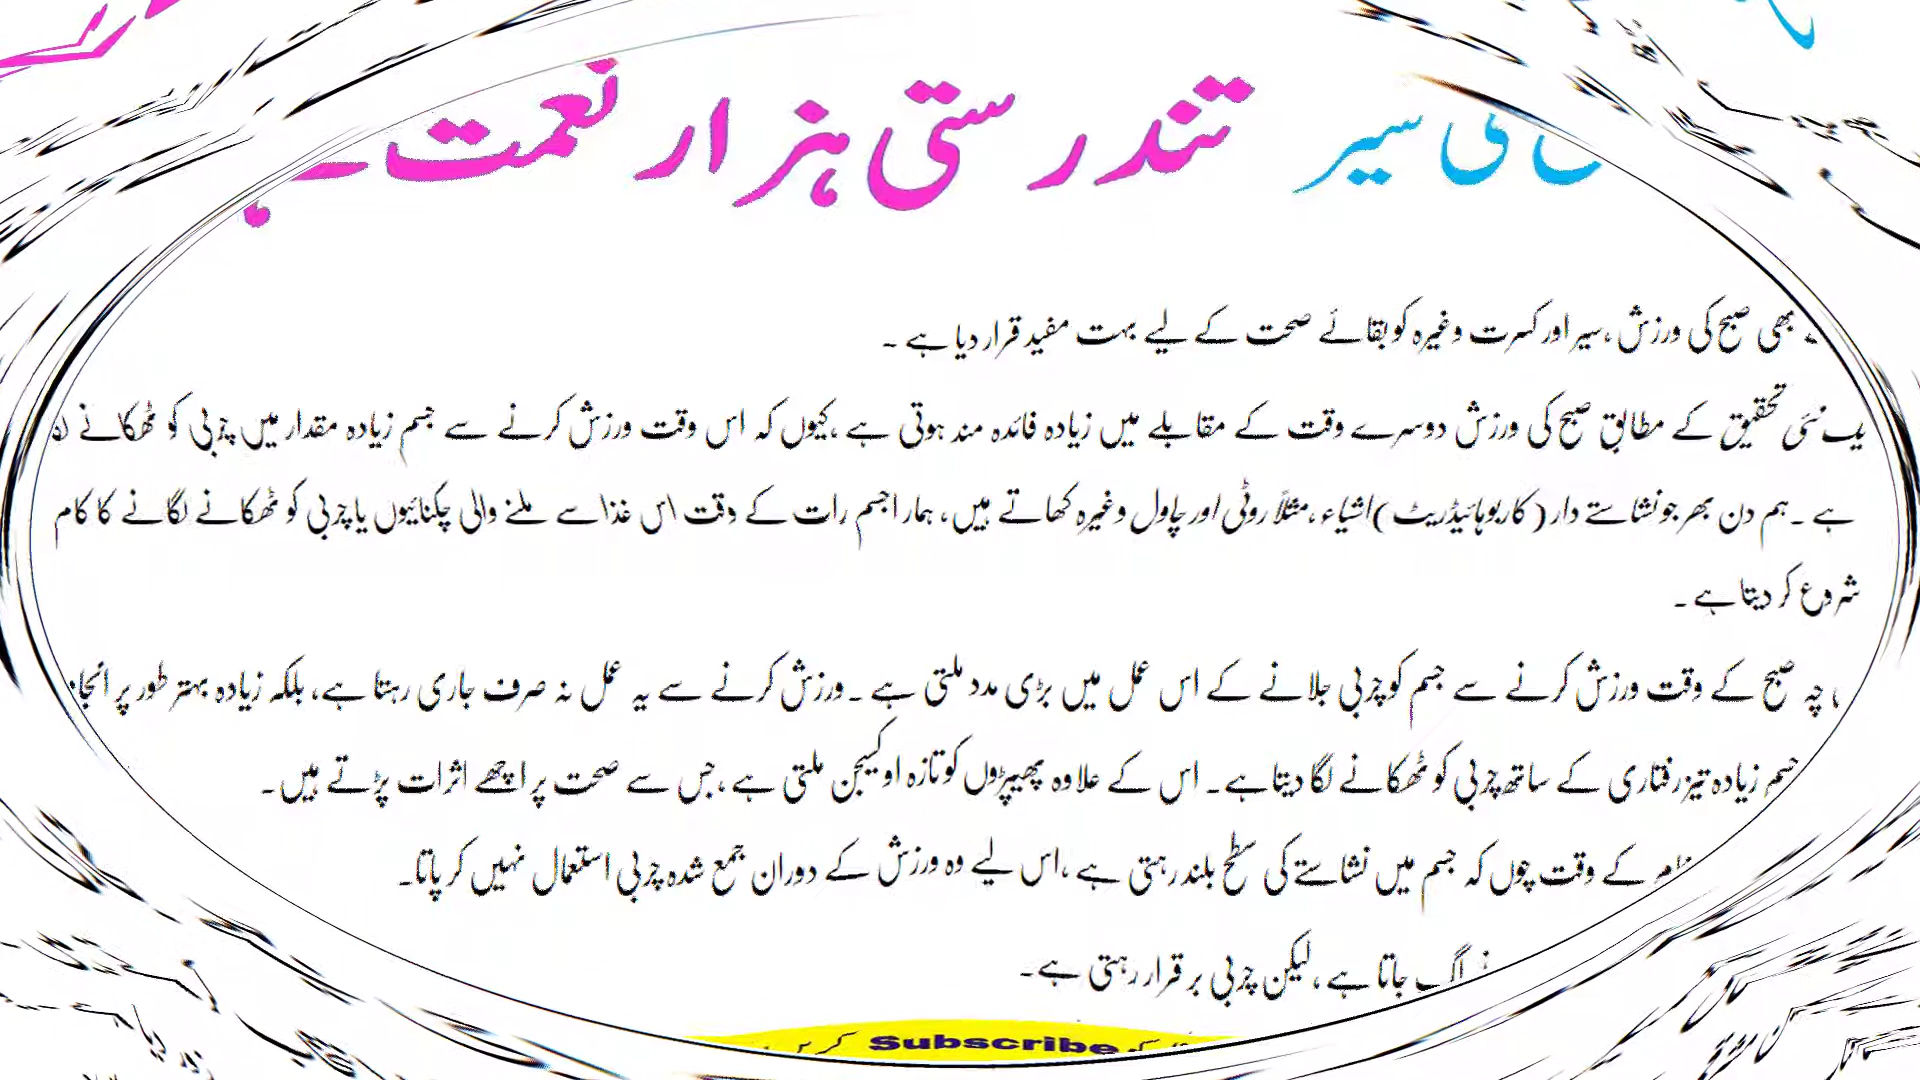 کی سیر تندرستی ہزار نعمت ہے۔
بھی صبح کی ورزش، سیر اور کسرت وغیرہ کو بقائے صحت کے لیے بہت مفید قرار دیا ہے ۔
نئی تحقیق کے مطابق صبح کی ورزش دوسرے وقت کے مقابلے میں زیادہ فائدہ مند ہوتی ہے ، کیوں کہ اس وقت ورزش کرنے سے جسم زیادہ مقدار میں چربی کو ٹھکانے
ہے ۔ ہم دن بھر جو نشاستے دار (کاربوہائیڈریٹ) اشیاء ، مثلاً روٹی اور چاول وغیرہ کھاتے ہیں، ہمارا جسم رات کے وقت اس غذا سے ملنے والی چکنائیوں یا چربی کو ٹھکانے لگانے کا کام
شروع کر دیتا ہے ۔
چہ صبح کے وقت ورزش کرنے سے جسم کو چربی جلانے کے اس عمل میں بڑی مدد ملتی ہے ۔ ورزش کرنے سے یہ عمل نہ صرف جاری رہتا ہے، بلکہ زیادہ بہتر طور پر
جسم زیادہ تیز رفتاری کے ساتھ چربی کو ٹھکانے لگا دیتا ہے۔ اس کے علاوہ پھیپڑوں کو تازہ اوکسیجن ملتی ہے ، جس سے صحت پر اچھے اثرات پڑتے ہیں۔
کے وقت چوں کہ جسم میں نشاستے کی سطح بلند رہتی ہے ، اس لیے وہ ورزش کے دوران جمع شدہ چربی استعمال نہیں کر پاتا۔
جاتا ہے ، لیکن چربی برقرار رہتی ہے۔
Subscribe کریں